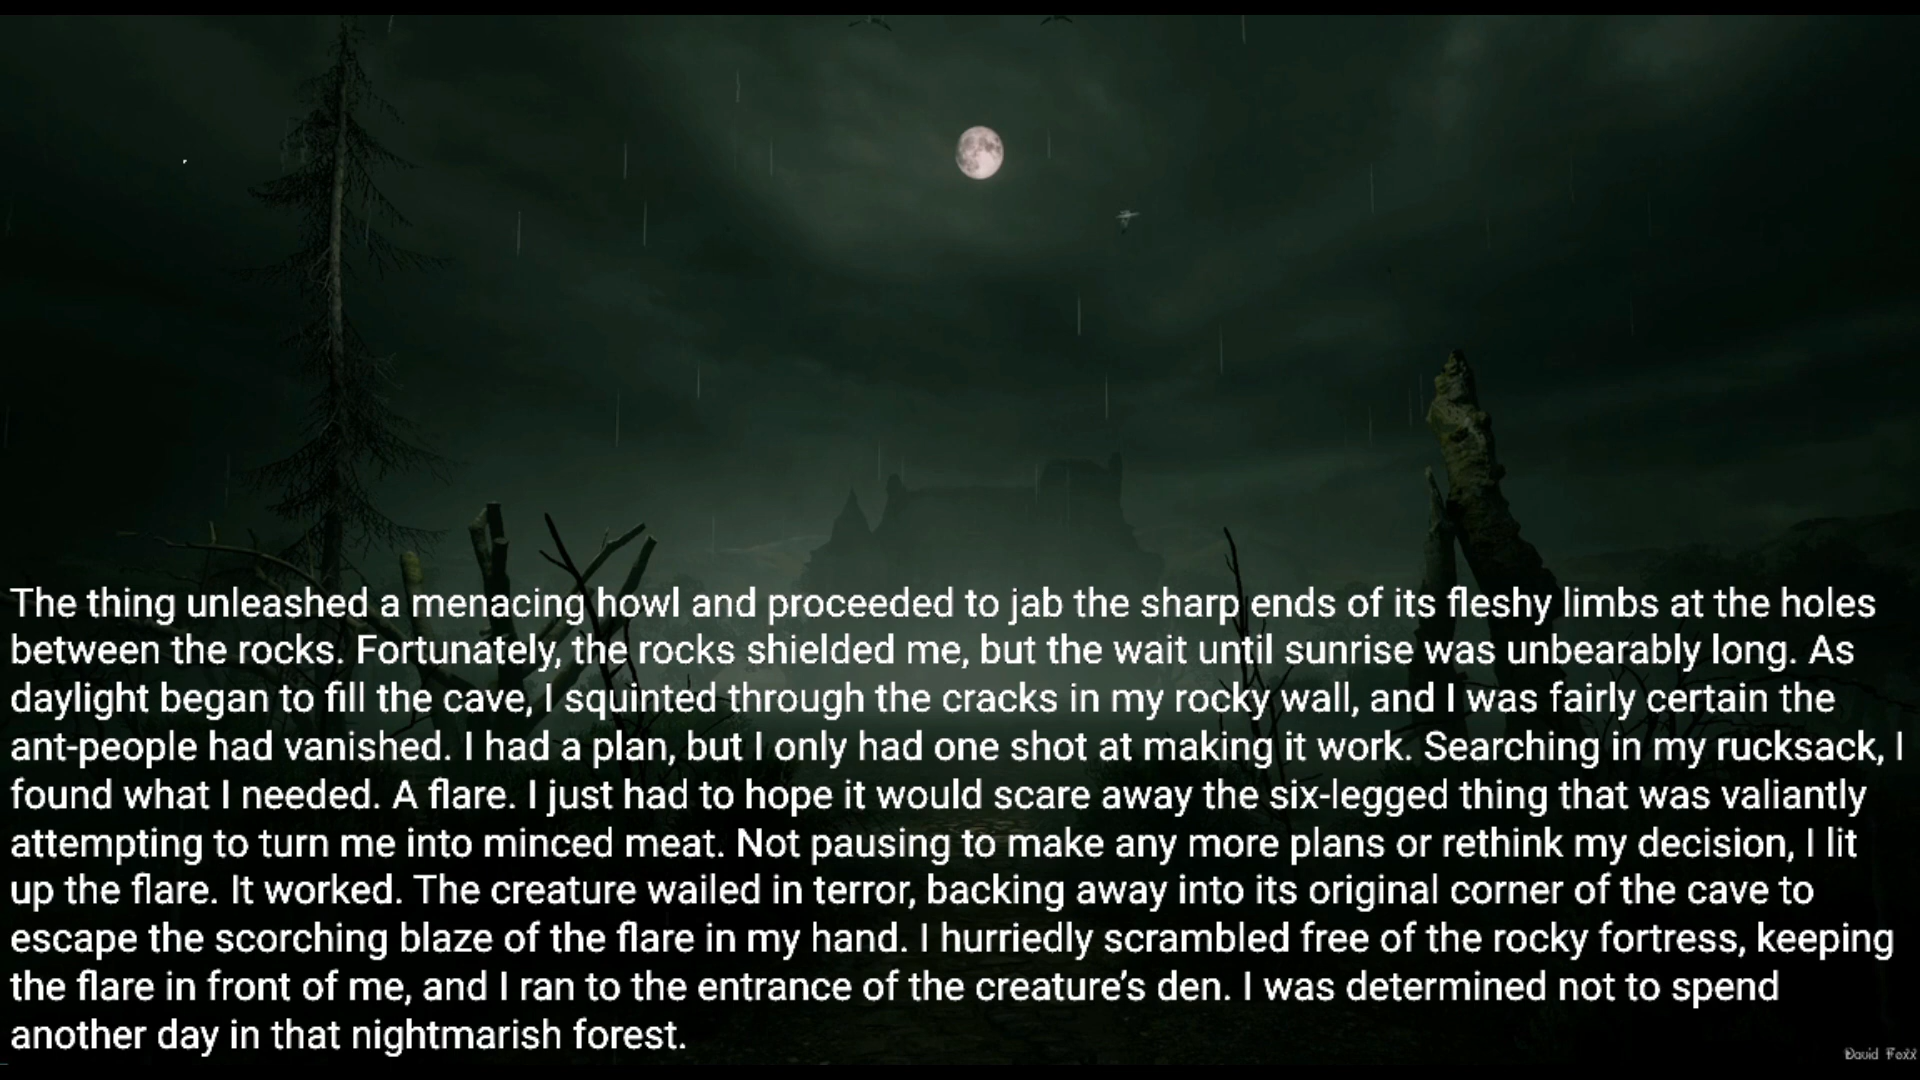 The thing unleashed a menacing howl and proceeded to jab the sharp ends of its fleshy limbs at the holes
between the rocks. Fortunately, the rocks shielded me, but the wait until sunrise was unbearably long. As
daylight began to fill the cave, I squinted through the cracks in my rocky wall, and I was fairly certain the
ant-people had vanished. I had a plan, but I only had one shot at making it work. Searching in my rucksack, I
found what I needed. A flare. I just had to hope it would scare away the six-legged thing that was valiantly
attempting to turn me into minced meat. Not pausing to make any more plans or rethink my decision, I lit
up the flare. It worked. The creature wailed in terror, backing away into its original corner of the cave to
escape the scorching blaze of the flare in my hand. I hurriedly scrambled free of the rocky fortress, keeping
the flare in front of me, and I ran to the entrance of the creature’s den. I was determined not to spend
another day in that nightmarish forest.
David Foxx